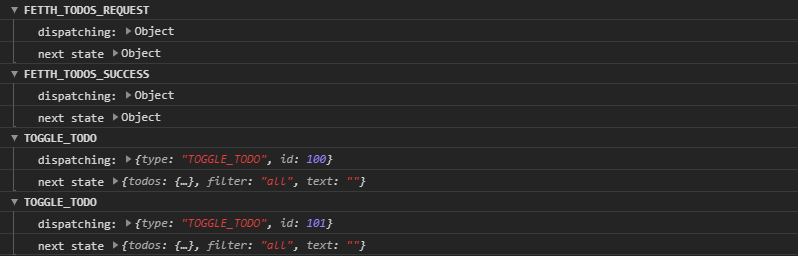 FETTH_TODOS_REQUEST
dispatching: Object
next state Object
FETTH_TODOS_SUCCESS
dispatching: Object
next state Object
TOGGLE_TODO
dispatching: {type: "TOGGLE_TODO", id: 100}
next state {todos: {…}, filter: "all", text: ""}
TOGGLE_TODO
dispatching: {type: "TOGGLE_TODO", id: 101}
next state {todos: {…}, filter: "all", text: ""}